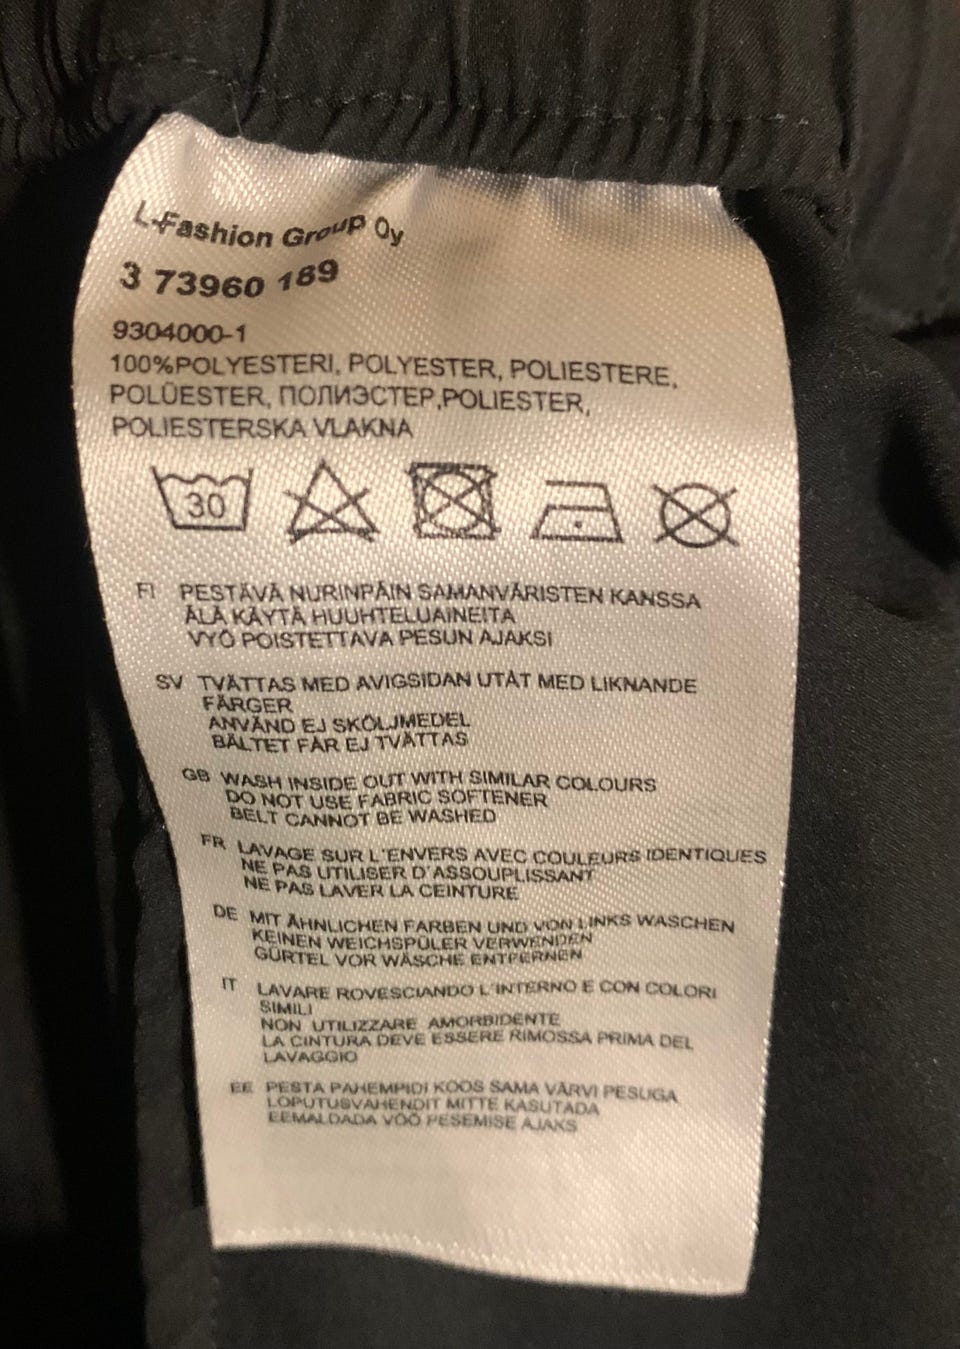 L-Fashion Group Oy
3 73960 189
9304000-1
100%POLYESTERI, POLYESTER, POLIESTERE,
POLÜESTER, ПОЛИЭСТЕР,POLIESTER,
POLIESTERSKA VLAKNA
30
FI PESTÄVÄ NURINPÄIN SAMANVÄRISTEN KANSSA
ÄLÄ KÄYTÄ HUUHTELUAINEITA
VYÖ POISTETTAVA PESUN AJAKSI
SV TVÄTTAS MED AVIGSIDAN UTÅT MED LIKNANDE
FÄRGER
ANVÄND EJ SKÖLJMEDEL
BÄLTET FÅR EJ TVÄTTAS
GB WASH INSIDE OUT WITH SIMILAR COLOURS
DO NOT USE FABRIC SOFTENER
BELT CANNOT BE WASHED
FR LAVAGE SUR L'ENVERS AVEC COULEURS IDENTIQUES
NE PAS UTILISER D'ASSOUPLISSANT
NE PAS LAVER LA CEINTURE
DE MIT ÄHNLICHEN FARBEN UND VON LINKS WASCHEN
KEINEN WEICHSPÜLER VERWENDEN
GÜRTEL VOR WÄSCHE ENTFERNEN
IT LAVARE ROVESCIANDO L'INTERNO E CON COLORI
SIMILI
NON UTILIZZARE AMORBIDENTE
LA CINTURA DEVE ESSERE RIMOSSA PRIMA DEL
LAVAGGIO
EE PESTA PAHEMPIDI KOOS SAMA VÄRVI PESUGA
LOPUTUSVAHENDIT MITTE KASUTADA
EEMALDADA VÖÖ PESEMISE AJAKS